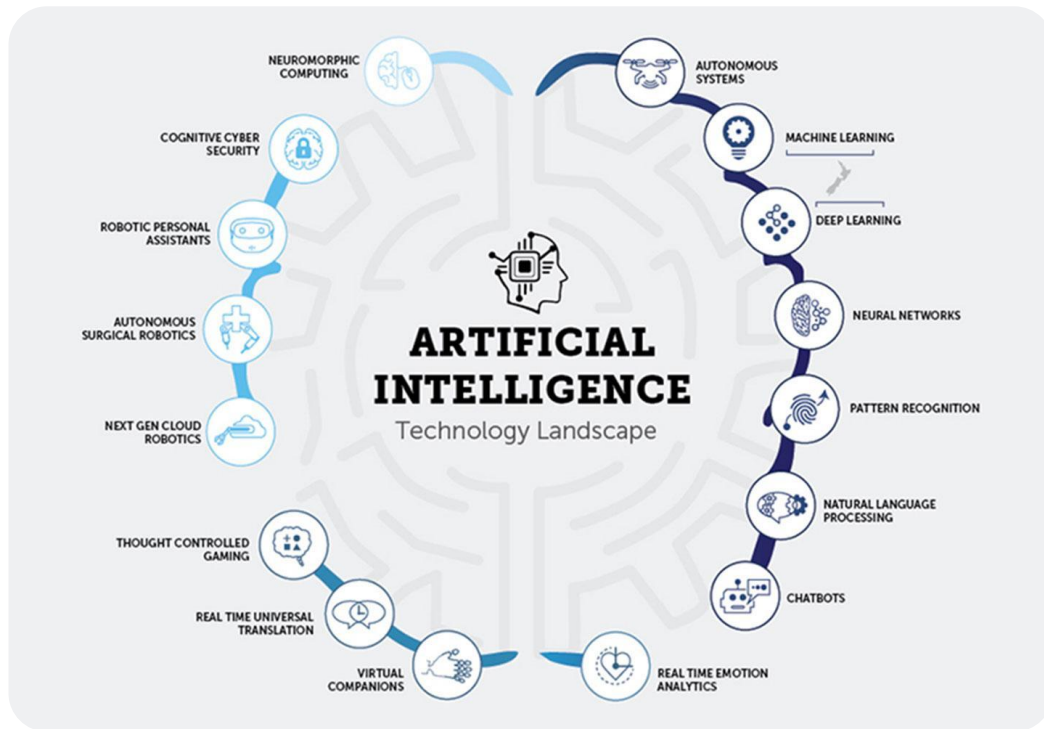 NEUROMORPHIC
COMPUTING
COGNITIVE CYBER
SECURITY
ROBOTIC PERSONAL
ASSISTANTS
AUTONOMOUS
SURGICAL ROBOTICS
NEXT GEN CLOUD
ROBOTICS
THOUGHT CONTROLLED
GAMING
REAL TIME UNIVERSAL
TRANSLATION
VIRTUAL
COMPANIONS
ARTIFICIAL
INTELLIGENCE
Technology Landscape
AUTONOMOUS
SYSTEMS
MACHINE LEARNING
DEEP LEARNING
NEURAL NETWORKS
PATTERN RECOGNITION
NATURAL LANGUAGE
PROCESSING
CHATBOTS
REAL TIME EMOTION
ANALYTICS